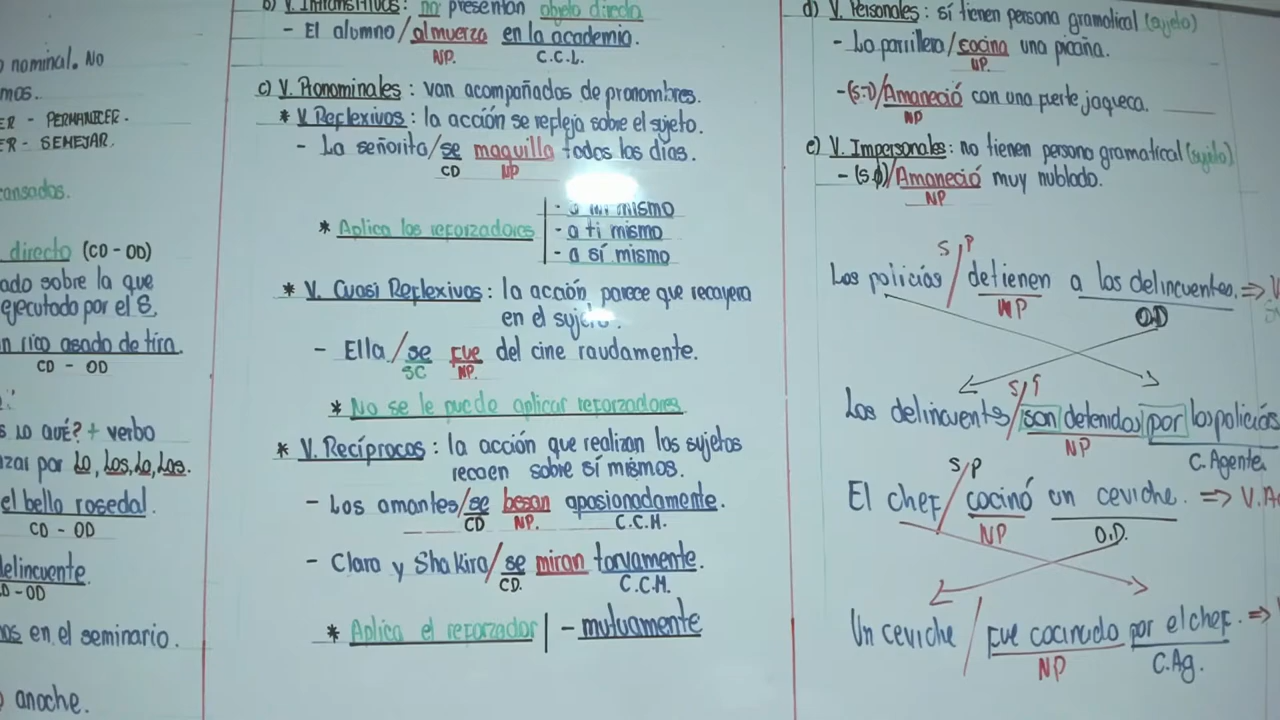 o nominal. No
mos.
ER - PERMANECER.
ER - SEMEJAR.
cansados.
directo (CD - OD)
ado sobre la que
ejecutado por el S,
n rico asado de tira.
CD - OD
s LO QUÉ? + verbo
zar por Lo, Los, La, Las.
el bello rosedal.
CD - OD
delincuente.
D - OD
nos en el seminario.
o anoche.
b) V. Intransitivos: no presentan objeto directo
- El alumno / almuerza en la academia.
NP. C.C.L.
c) V. Pronominales : van acompañados de pronombres.
* V. Reflexivos : la acción se refleja sobre el sujeto.
- La señorita / se maquilla todos los días.
CD NP
* Aplica los reforzadores
- a mí mismo
- a ti mismo
- a sí mismo
* V. Cuasi Reflexivos : la acción parece que recayera
en el sujeto.
- Ella / se fue del cine raudamente.
SC NP.
* No se le puede aplicar reforzadores.
* V. Recíprocos : la acción que realizan los sujetos
recaen sobre sí mismos.
- Los amantes / se besan apasionadamente.
CD NP. C.C.M.
- Clara y Shakira / se miran torvamente.
CD. C.C.M.
* Aplica el reforzador | - mutuamente
d) V. Personales : sí tienen persona gramatical (sujeto)
- La parrillera / cocina una picaña.
NP.
- (S:T) / Amaneció con una fuerte jaqueca.
NP
e) V. Impersonales : no tienen persona gramatical (sujeto)
- (S:∅) / Amaneció muy nublado.
NP
S / P
Los policías / detienen a los delincuentes. ⇒ V
NP O.D
S / P
Los delincuentes / son detenidos por los policías
NP C. Agente.
S / P
El chef / cocinó un ceviche. ⇒ V. Ac
NP O.D.
Un ceviche / fue cocinado por el chef. ⇒
NP C.Ag.